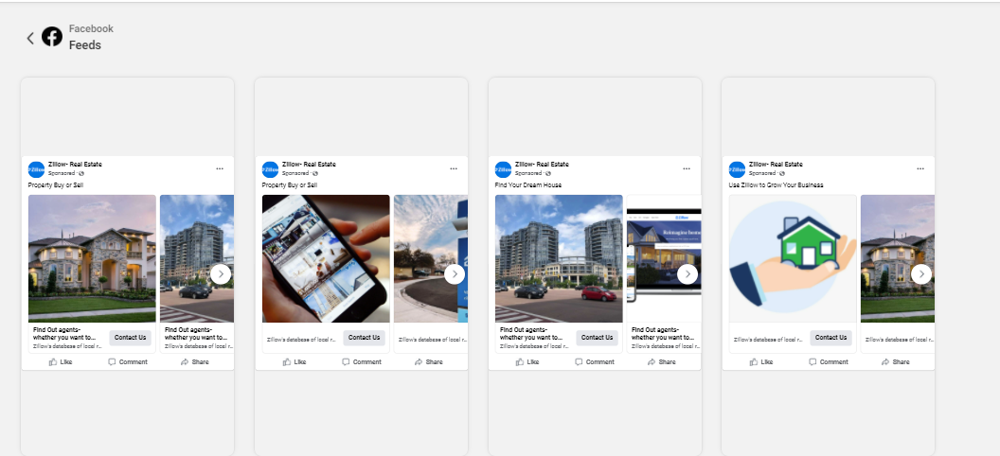 Facebook
Feeds
Zillow- Real Estate
Sponsored ·
Property Buy or Sell
Find Out agents-
whether you want to...
Zillow's database of local r...
Contact Us
Find Out agents-
whether you want to...
Zillow's database of local r...
Like
Comment
Share
Zillow- Real Estate
Sponsored ·
Property Buy or Sell
Zillow's database of local r...
Contact Us
Zillow's database of local r...
Like
Comment
Share
Zillow- Real Estate
Sponsored ·
Find Your Dream House
Reimagine home
Find Out agents-
whether you want to...
Zillow's database of local r...
Contact Us
Find Out agents-
whether you want to...
Zillow's database of local r...
Like
Comment
Share
Zillow- Real Estate
Sponsored ·
Use Zillow to Grow Your Business
Zillow's database of local r...
Contact Us
Zillow's database of local r...
Like
Comment
Share